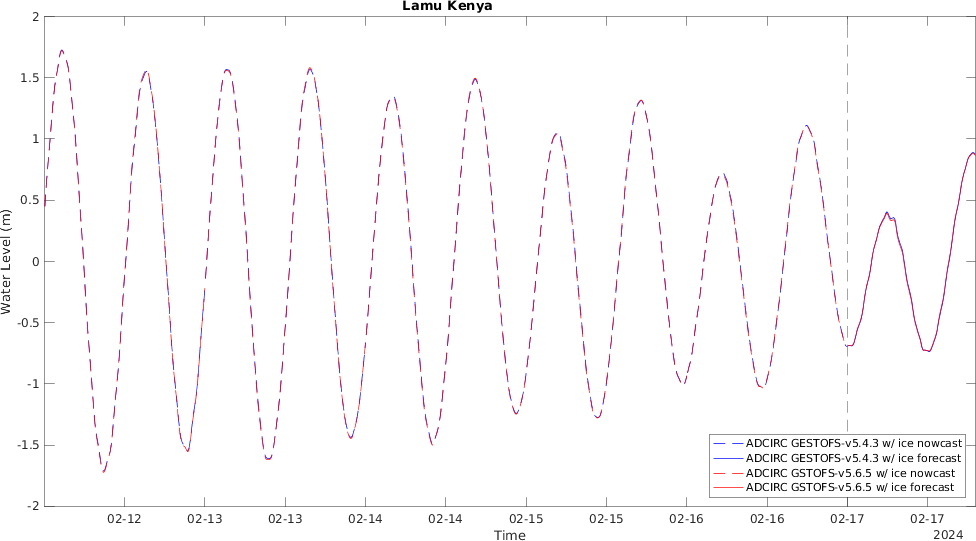 Lamu Kenya
2
1.5
1
0.5
0
-0.5
-1
-1.5
-2
Water Level (m)
ADCIRC GESTOFS-v5.4.3 w/ ice nowcast
ADCIRC GESTOFS-v5.4.3 w/ ice forecast
ADCIRC GSTOFS-v5.6.5 w/ ice nowcast
ADCIRC GSTOFS-v5.6.5 w/ ice forecast
02-12 02-13 02-13 02-14 02-14 02-15 02-15 02-16 02-16 02-17 02-17
Time
2024